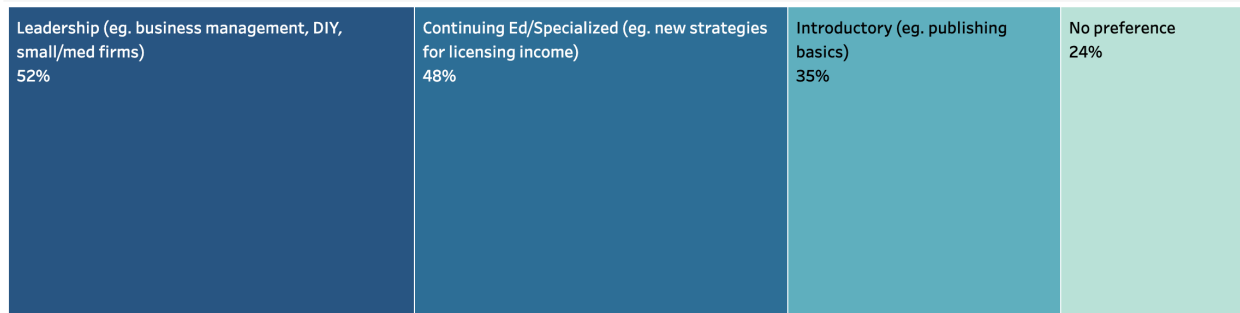 Leadership (eg. business management, DIY,
small/med firms)
52%
Continuing Ed/Specialized (eg. new strategies
for licensing income)
48%
Introductory (eg. publishing
basics)
35%
No preference
24%